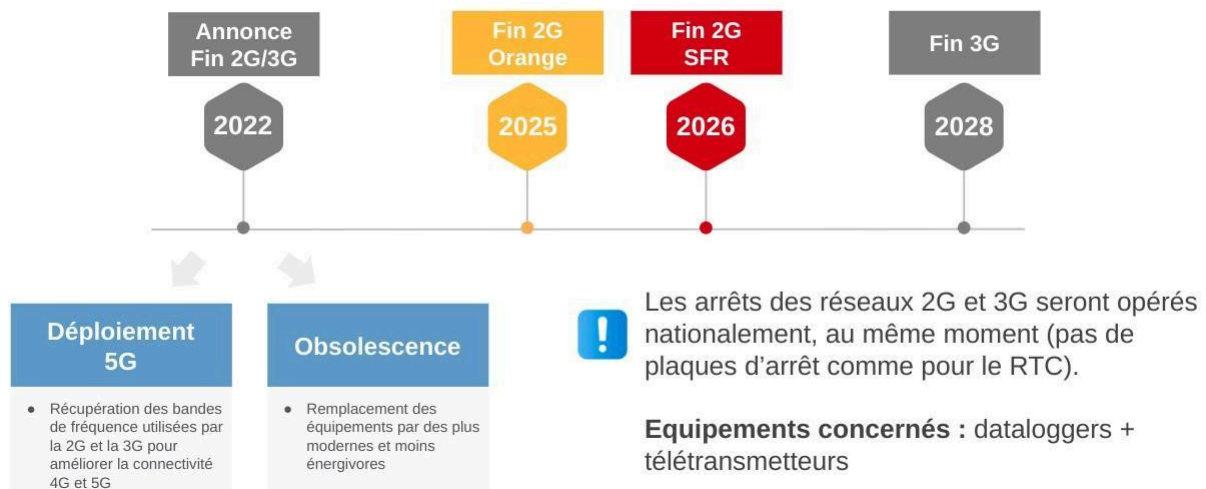 Annonce
Fin 2G/3G
Fin 2G
Orange
Fin 2G
SFR
Fin 3G
2022
2025
2026
2028
Déploiement
5G
● Récupération des bandes
de fréquence utilisées par
la 2G et la 3G pour
améliorer la connectivité
4G et 5G
Obsolescence
● Remplacement des
équipements par des plus
modernes et moins
énergivores
!
Les arrêts des réseaux 2G et 3G seront opérés
nationalement, au même moment (pas de
plaques d’arrêt comme pour le RTC).
Equipements concernés : dataloggers +
télétransmetteurs